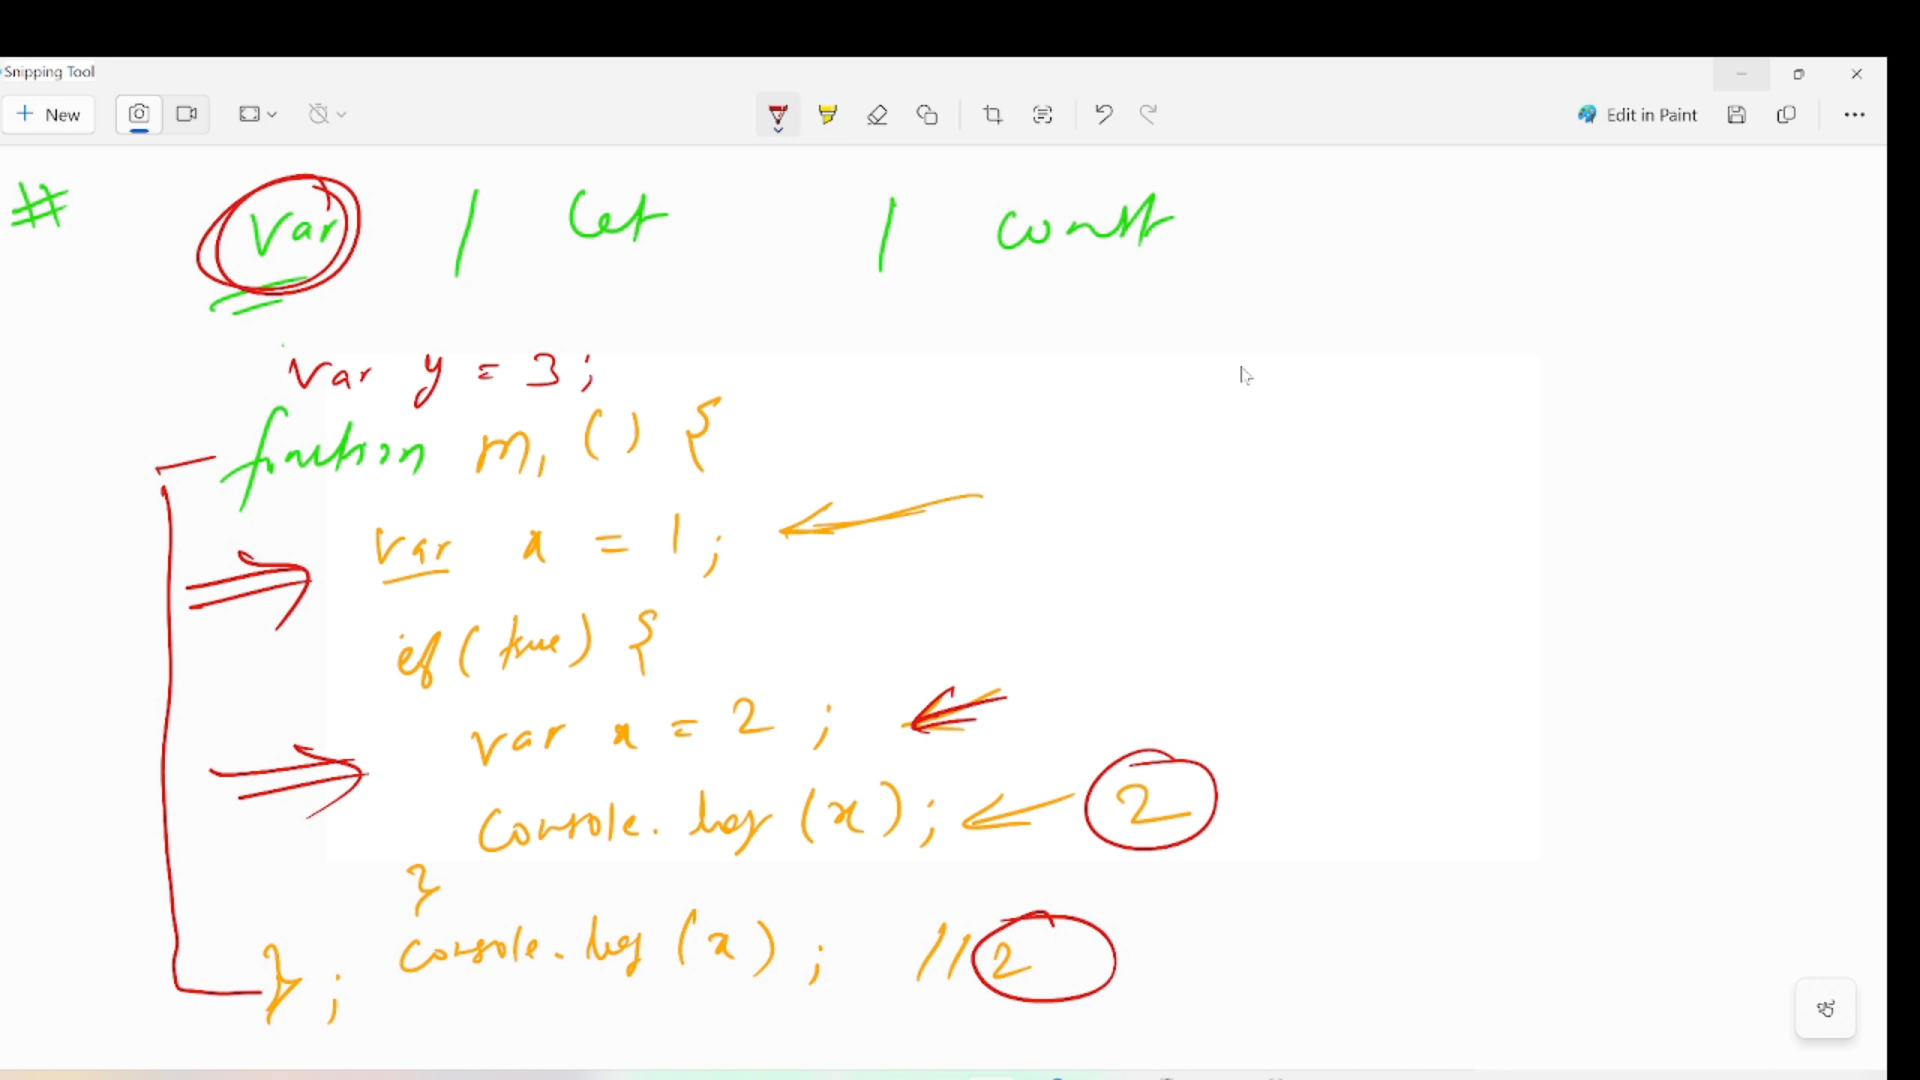 Snipping Tool
New
Edit in Paint
# var / let / const
var y = 3;
function m1 () {
var x = 1;
if (true) {
var x = 2;
console.log (x); 2
}
console.log (x); //2
};